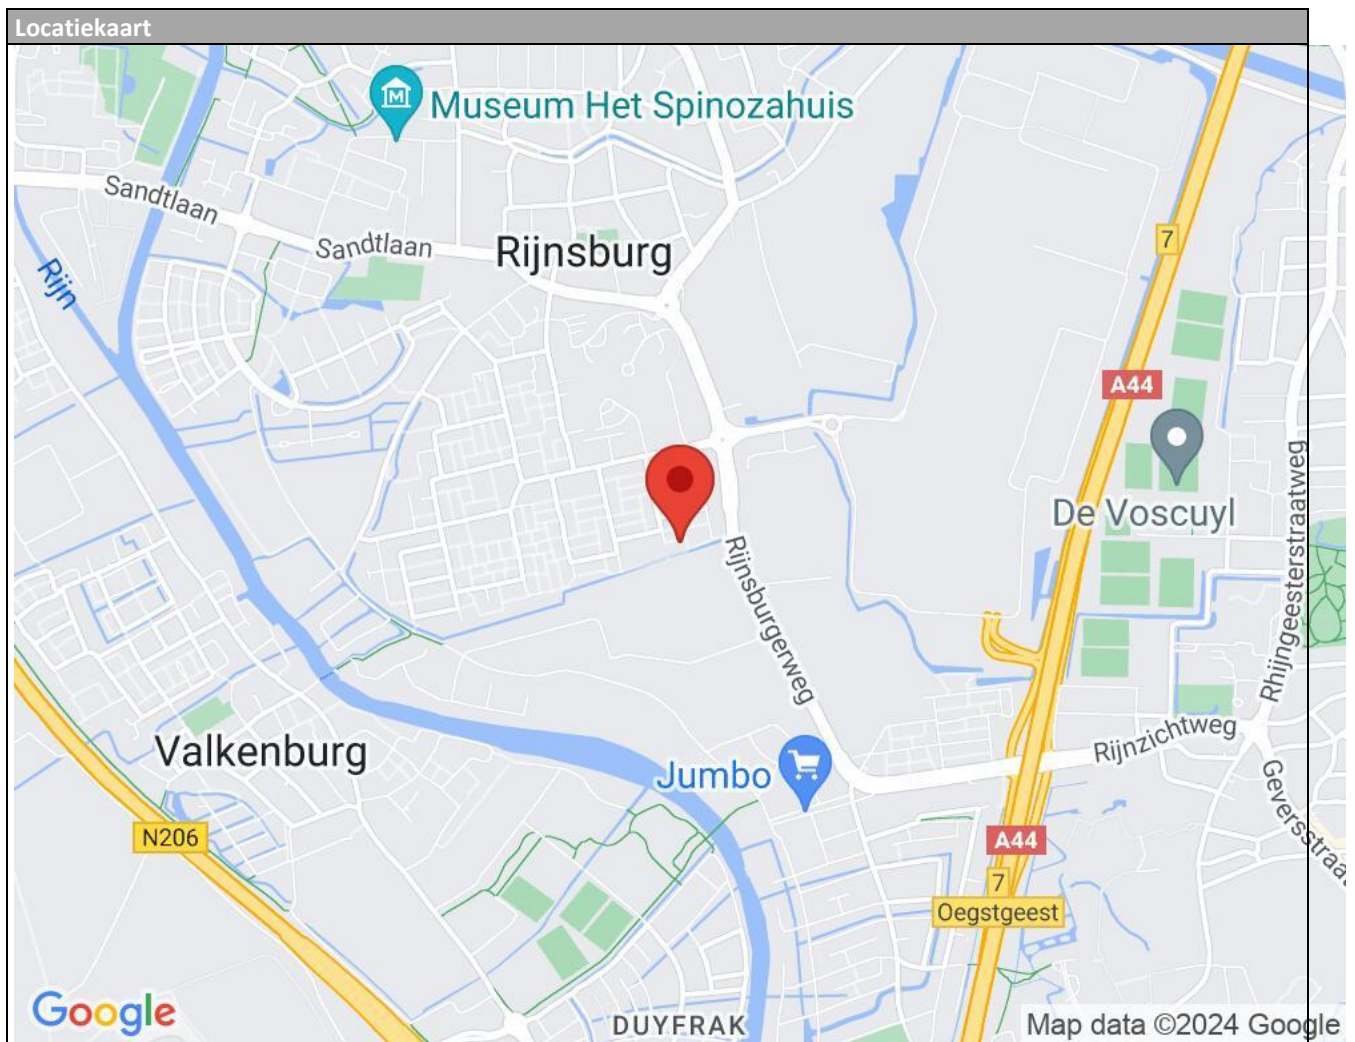 Locatiekaart
Museum Het Spinozahuis
Sandtlaan
Sandtlaan
Rijnsburg
Rijn
7
A44
De Voscuyl
Rhijngeesterstraatweg
Rijnsburgerweg
Valkenburg
Rijnzichtweg
Jumbo
Geversstraat
N206
A44
7
Oegstgeest
Google
DUYFRAK
Map data ©2024 Google